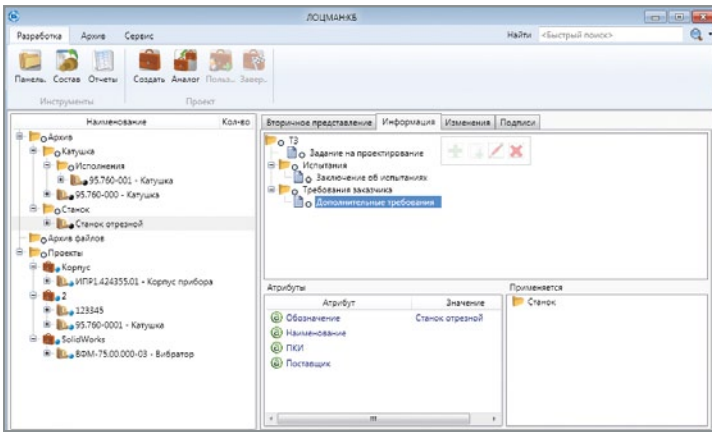 ЛОЦМАН:КБ
Разработка Архив Сервис
Найти <Быстрый поиск>
Панель. Состав Отчеты Создать Аналог Польз.. Завер..
Инструменты Проект
Наименование Кол-во
Архив
Катушка
Исполнения
95.760-001 - Катушка
95.760-000 - Катушка
Станок
Станок отрезной
Архив файлов
Проекты
Корпус
ИПР1.424355.01 - Корпус прибора
2
123345
95.760-0001 - Катушка
SolidWorks
ВФМ-75.00.000-03 - Вибратор
Вторичное представление Информация Изменения Подписи
ТЗ
Задание на проектирование
Испытания
Заключение об испытаниях
Требования заказчика
Дополнительные требования
Атрибуты
Атрибут Значение
Обозначение Станок отрезной
Наименование
ПКИ
Поставщик
Применяется
Станок